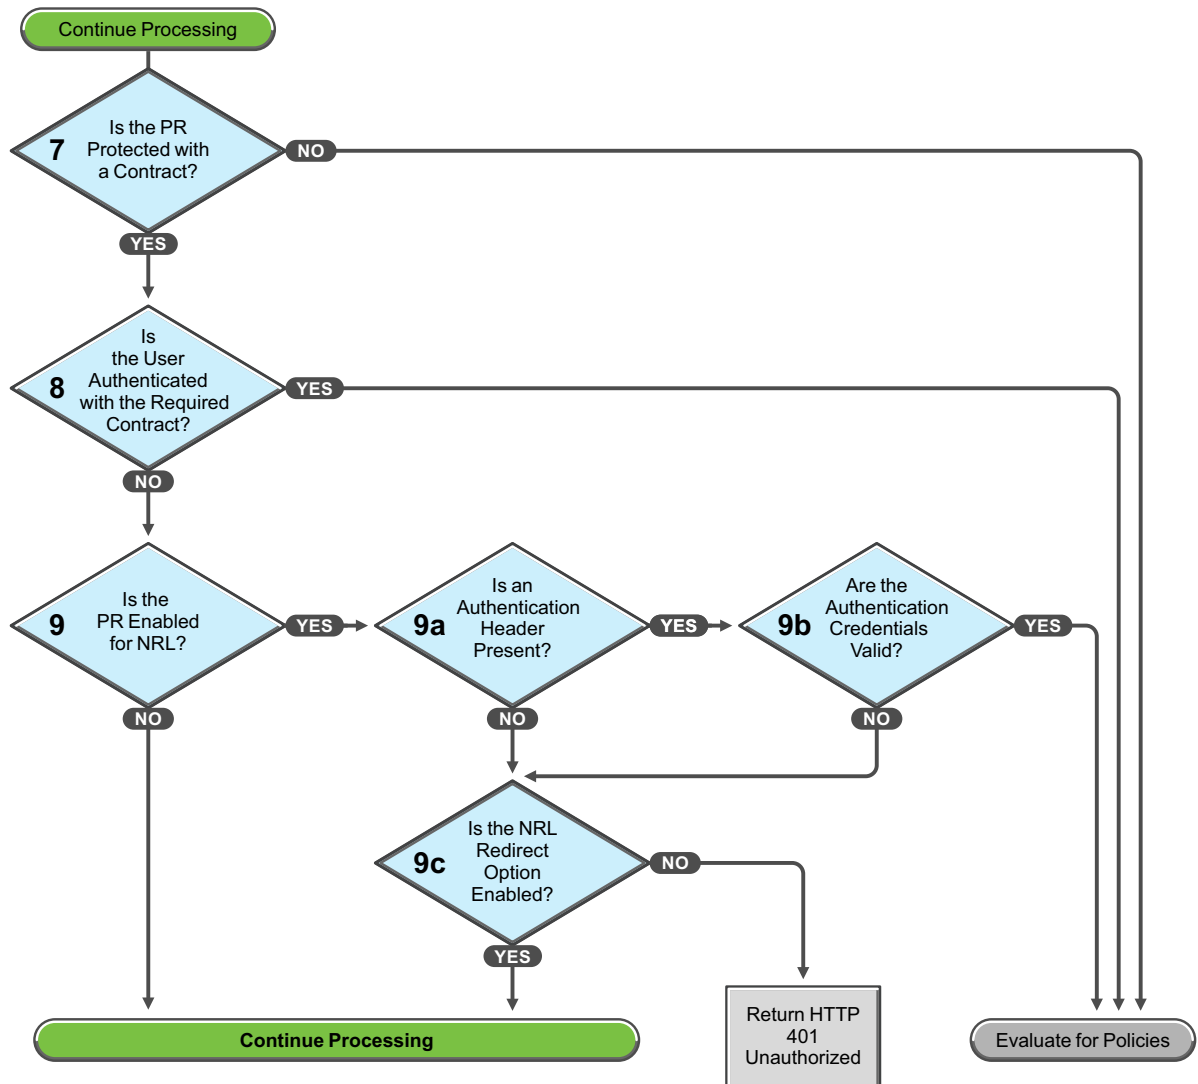 Continue Processing
7
Is the PR
Protected with
a Contract?
NO
YES
8
Is
the User
Authenticated
with the Required
Contract?
YES
NO
9
Is the
PR Enabled
for NRL?
YES
NO
9a
Is an
Authentication
Header
Present?
YES
NO
9b
Are the
Authentication
Credentials
Valid?
YES
NO
9c
Is the NRL
Redirect
Option
Enabled?
NO
YES
Continue Processing
Return HTTP
401
Unauthorized
Evaluate for Policies